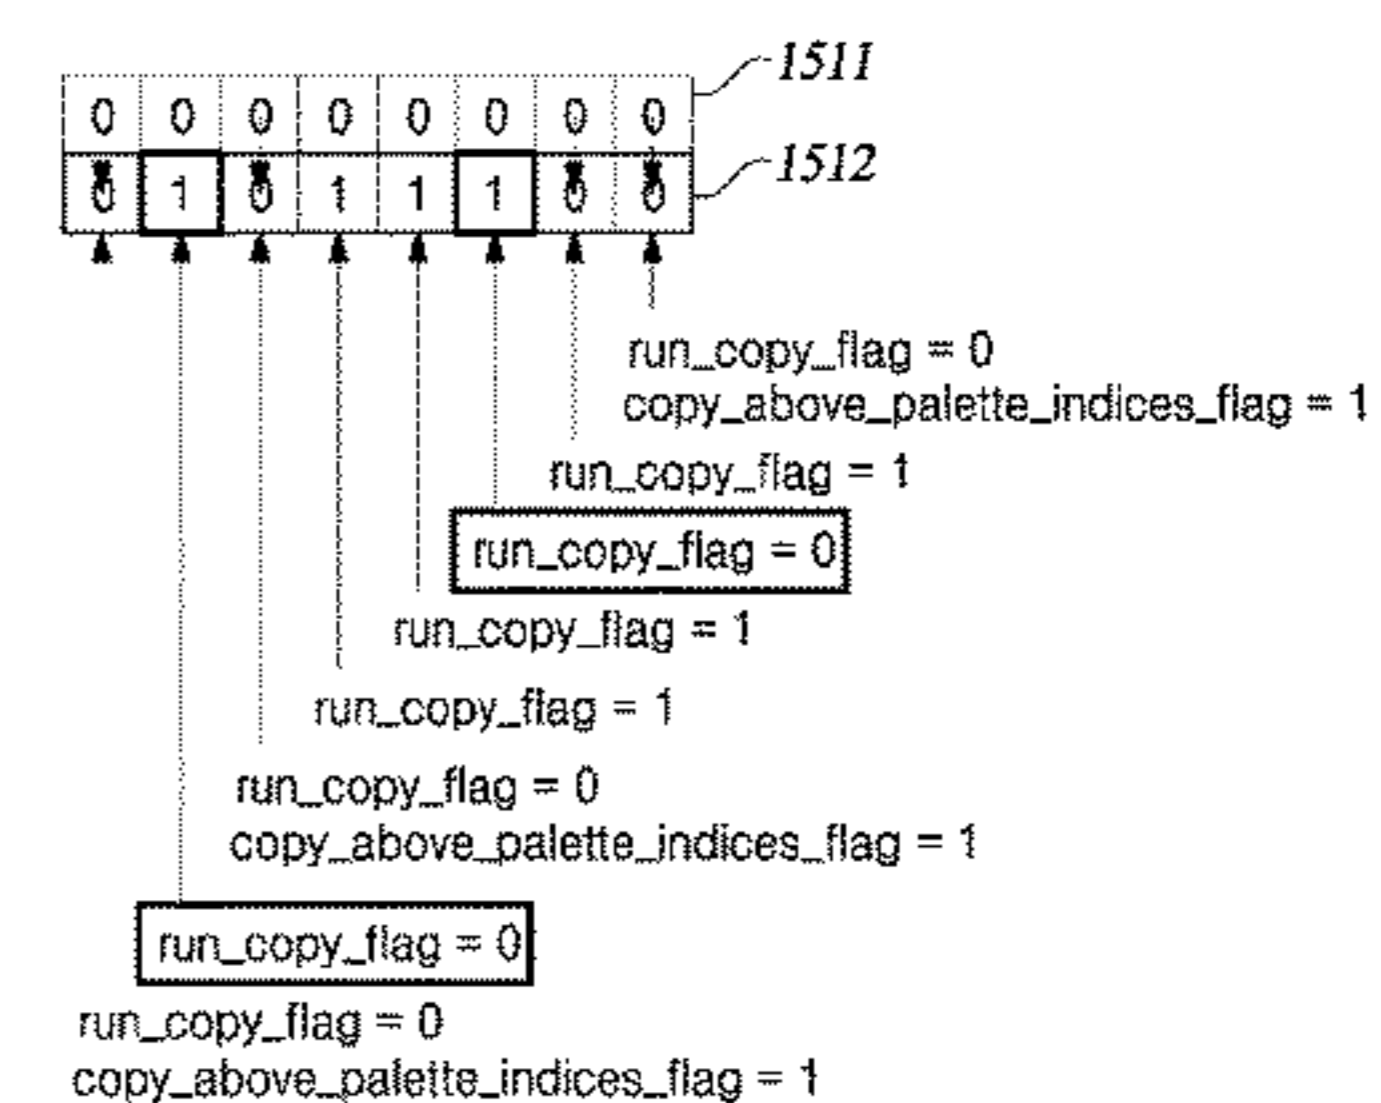 1511
0 0 0 0 0 0 0 0
1512
0 1 0 1 1 1 0 0
run_copy_flag = 0
copy_above_palette_indices_flag = 1
run_copy_flag = 1
run_copy_flag = 0
run_copy_flag = 1
run_copy_flag = 1
run_copy_flag = 0
copy_above_palette_indices_flag = 1
run_copy_flag = 0
run_copy_flag = 0
copy_above_palette_indices_flag = 1